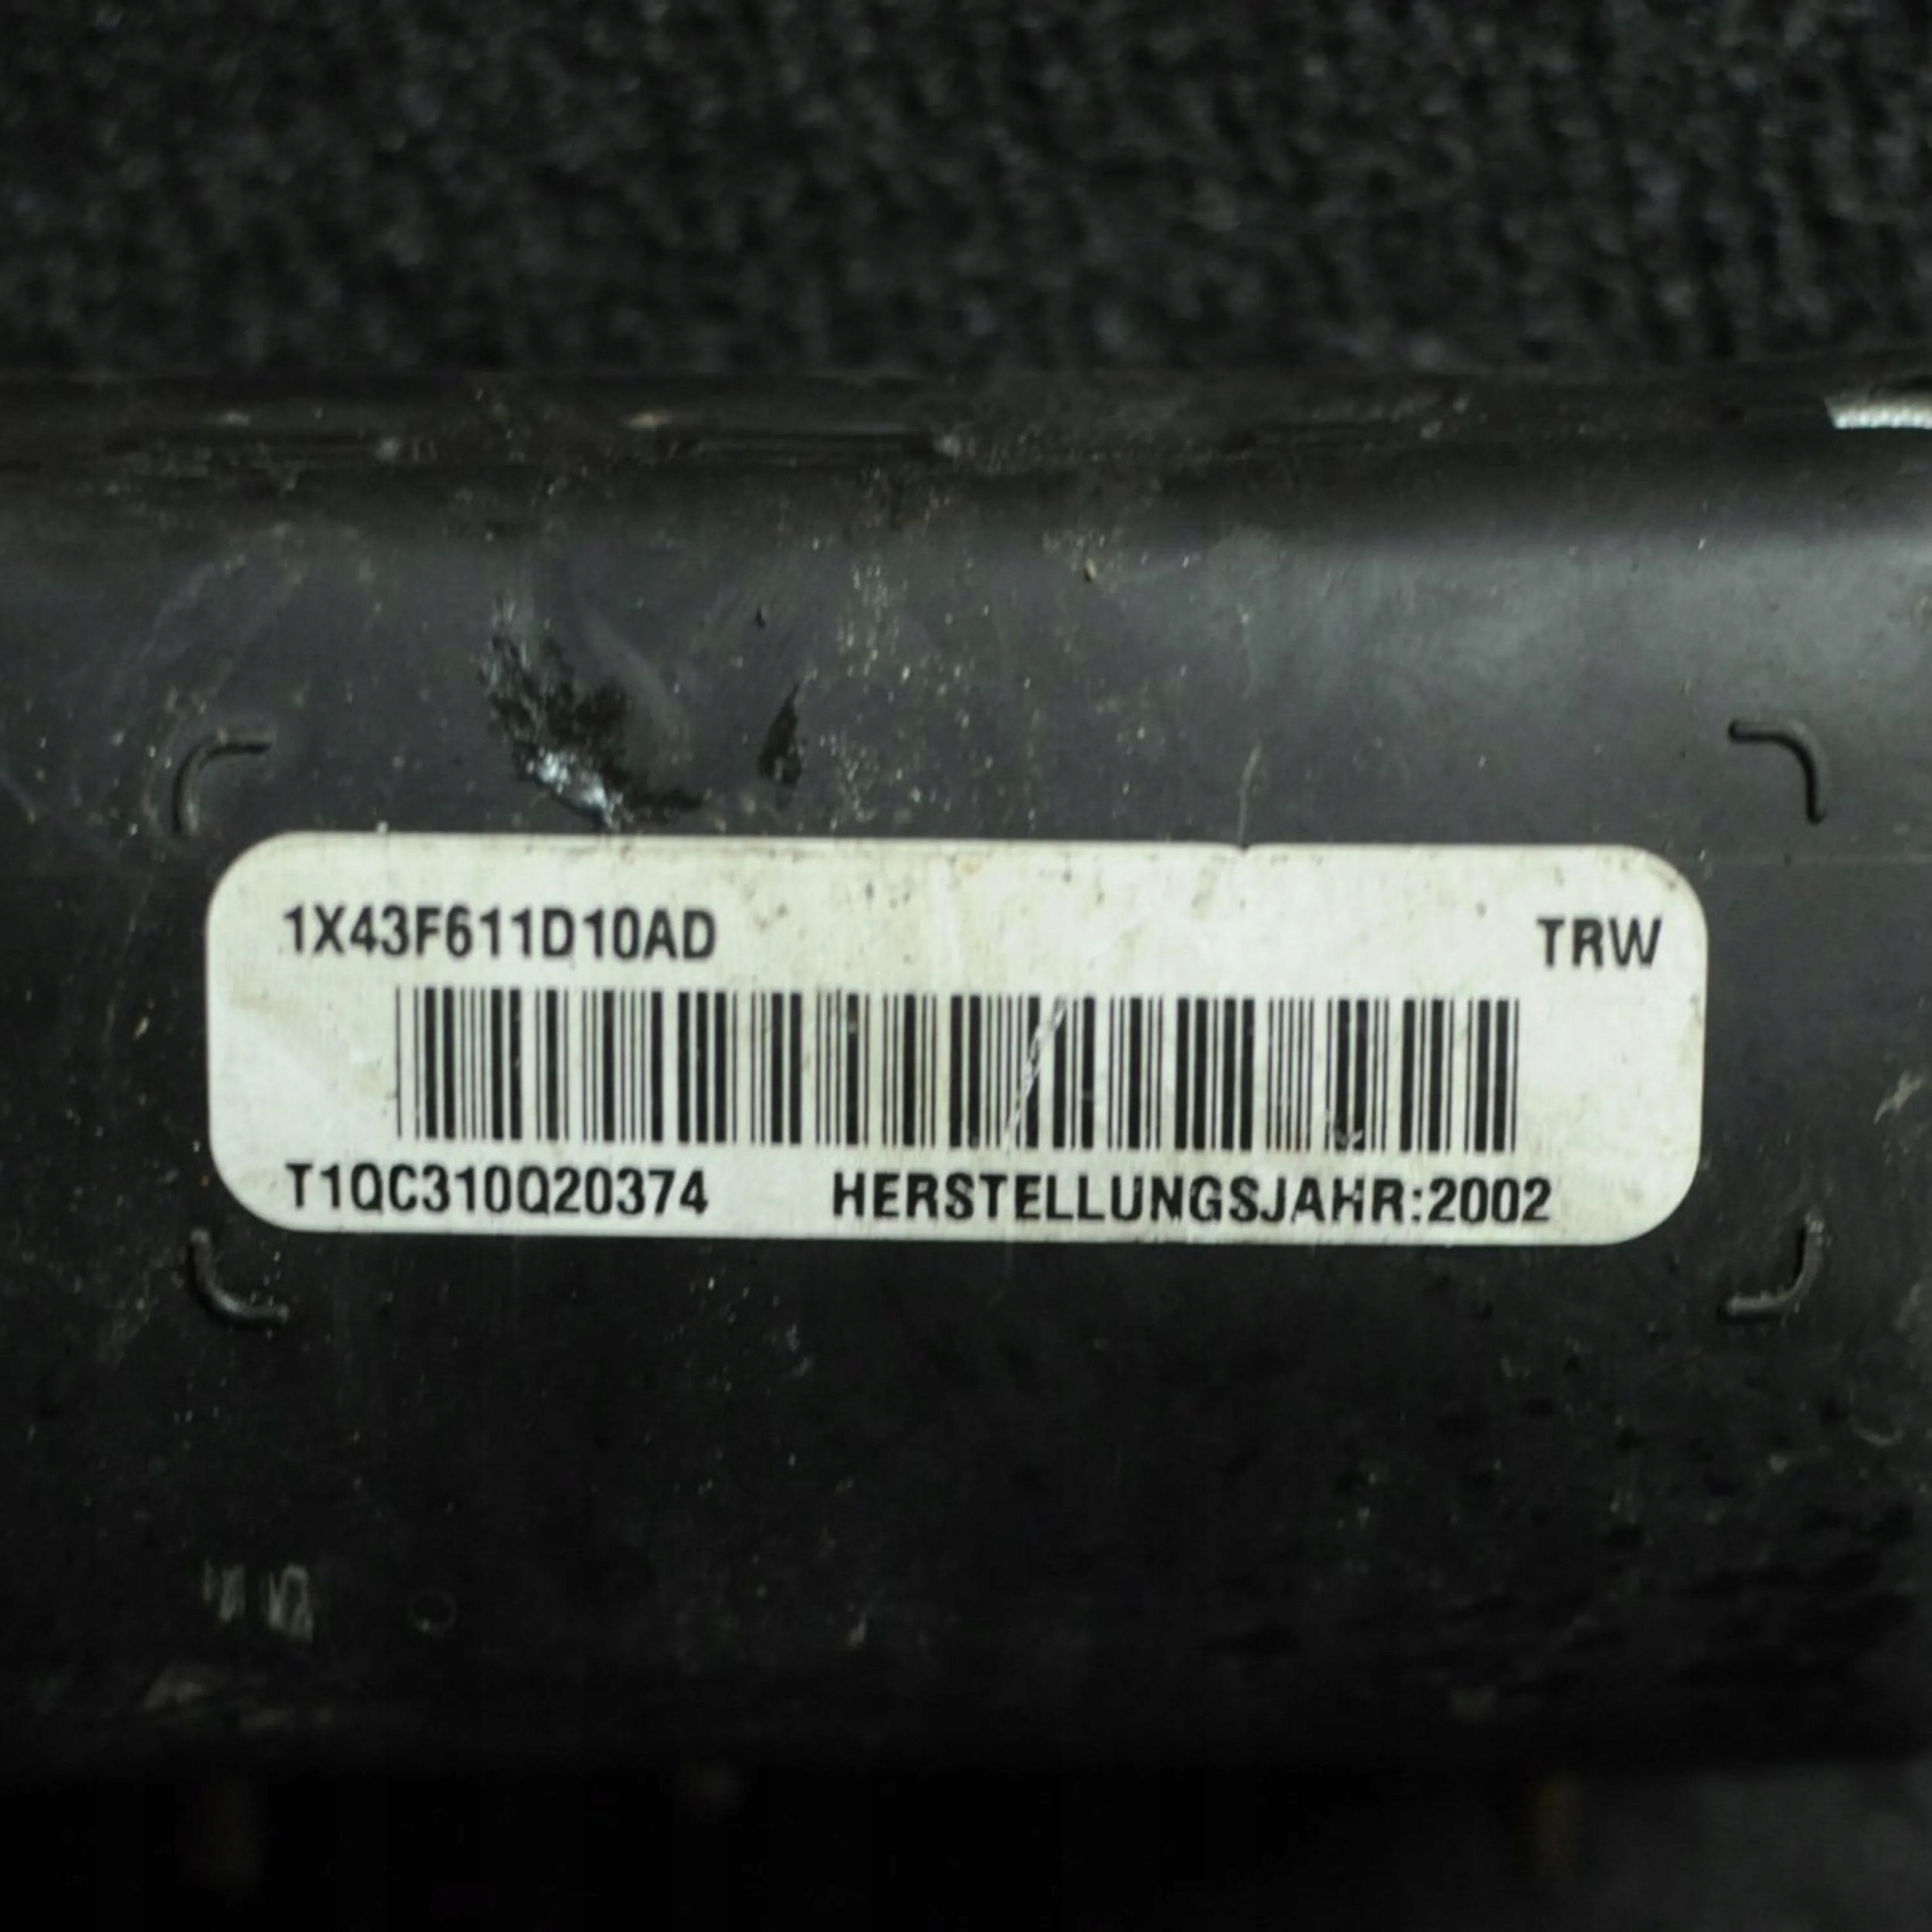 1X43F611D10AD TRW
T1QC310Q20374 HERSTELLUNGSJAHR:2002